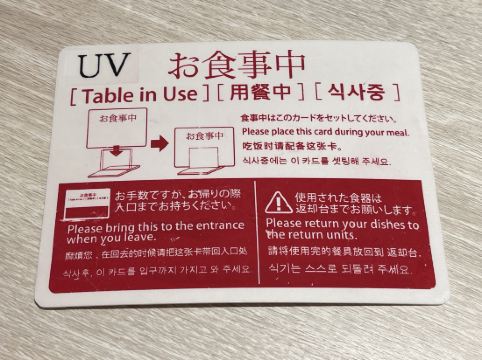 UV お食事中
[ Table in Use ] [ 用餐中 ] [ 식사중 ]
お食事中
お食事中
食事中はこのカードをセットしてください。
Please place this card during your meal.
吃饭时请配备这张卡。
식사중에는 이 카드를 셋팅해 주세요.
お食事中
お手数ですが、お帰りの際
入口までお持ちください。
Please bring this to the entrance
when you leave.
麻煩您、在回去的时候请把这张卡带回入口处
식사후, 이 카드를 입구까지 가지고 와 주세요.
使用された食器は
返却台までお願いします。
Please return your dishes to
the return units.
請将使用完的餐具放回到 返却台.
식기는 스스로 되돌려 주세요.